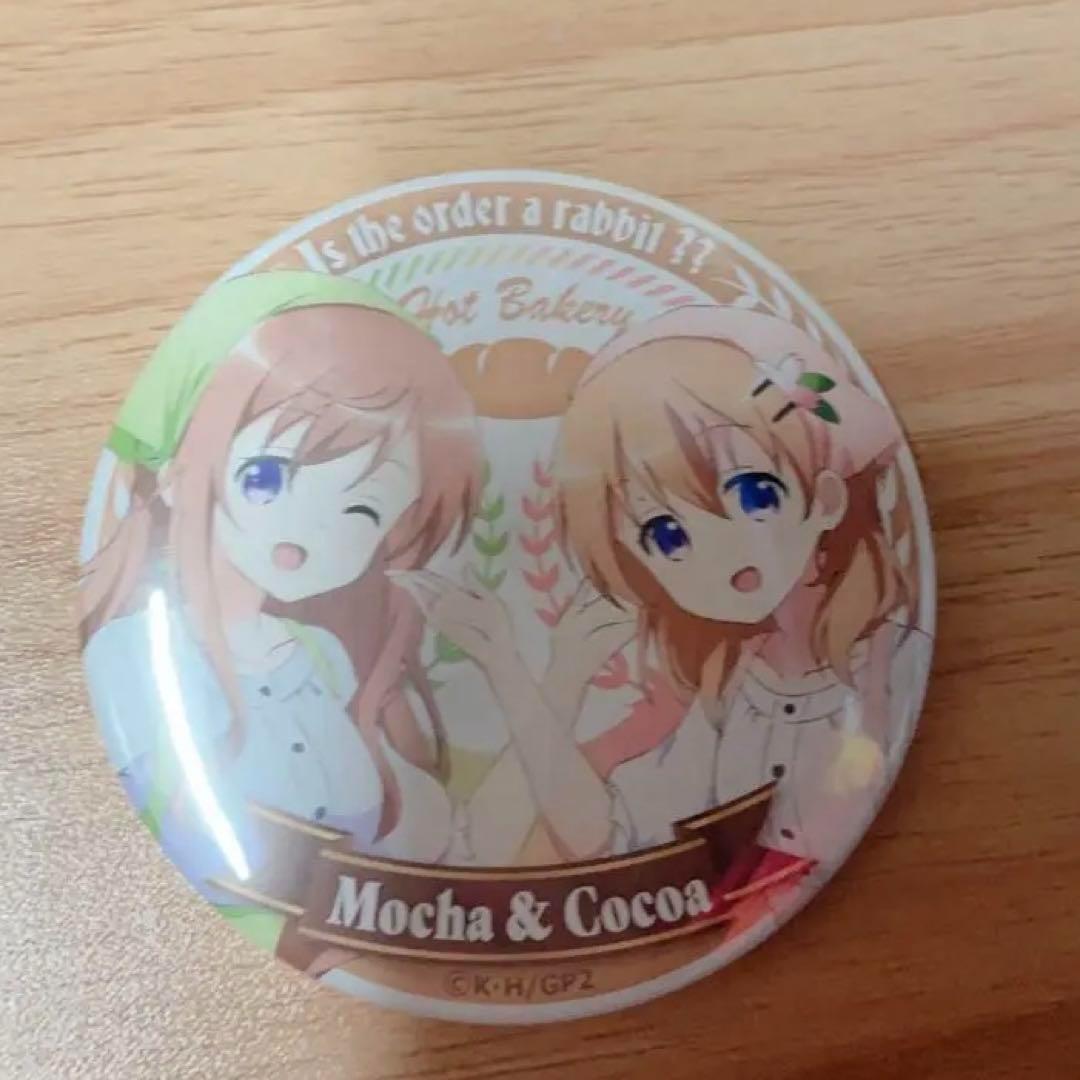 Is the order a rabbit ??
Hot Bakery
Mocha & Cocoa
©K・H/GP2